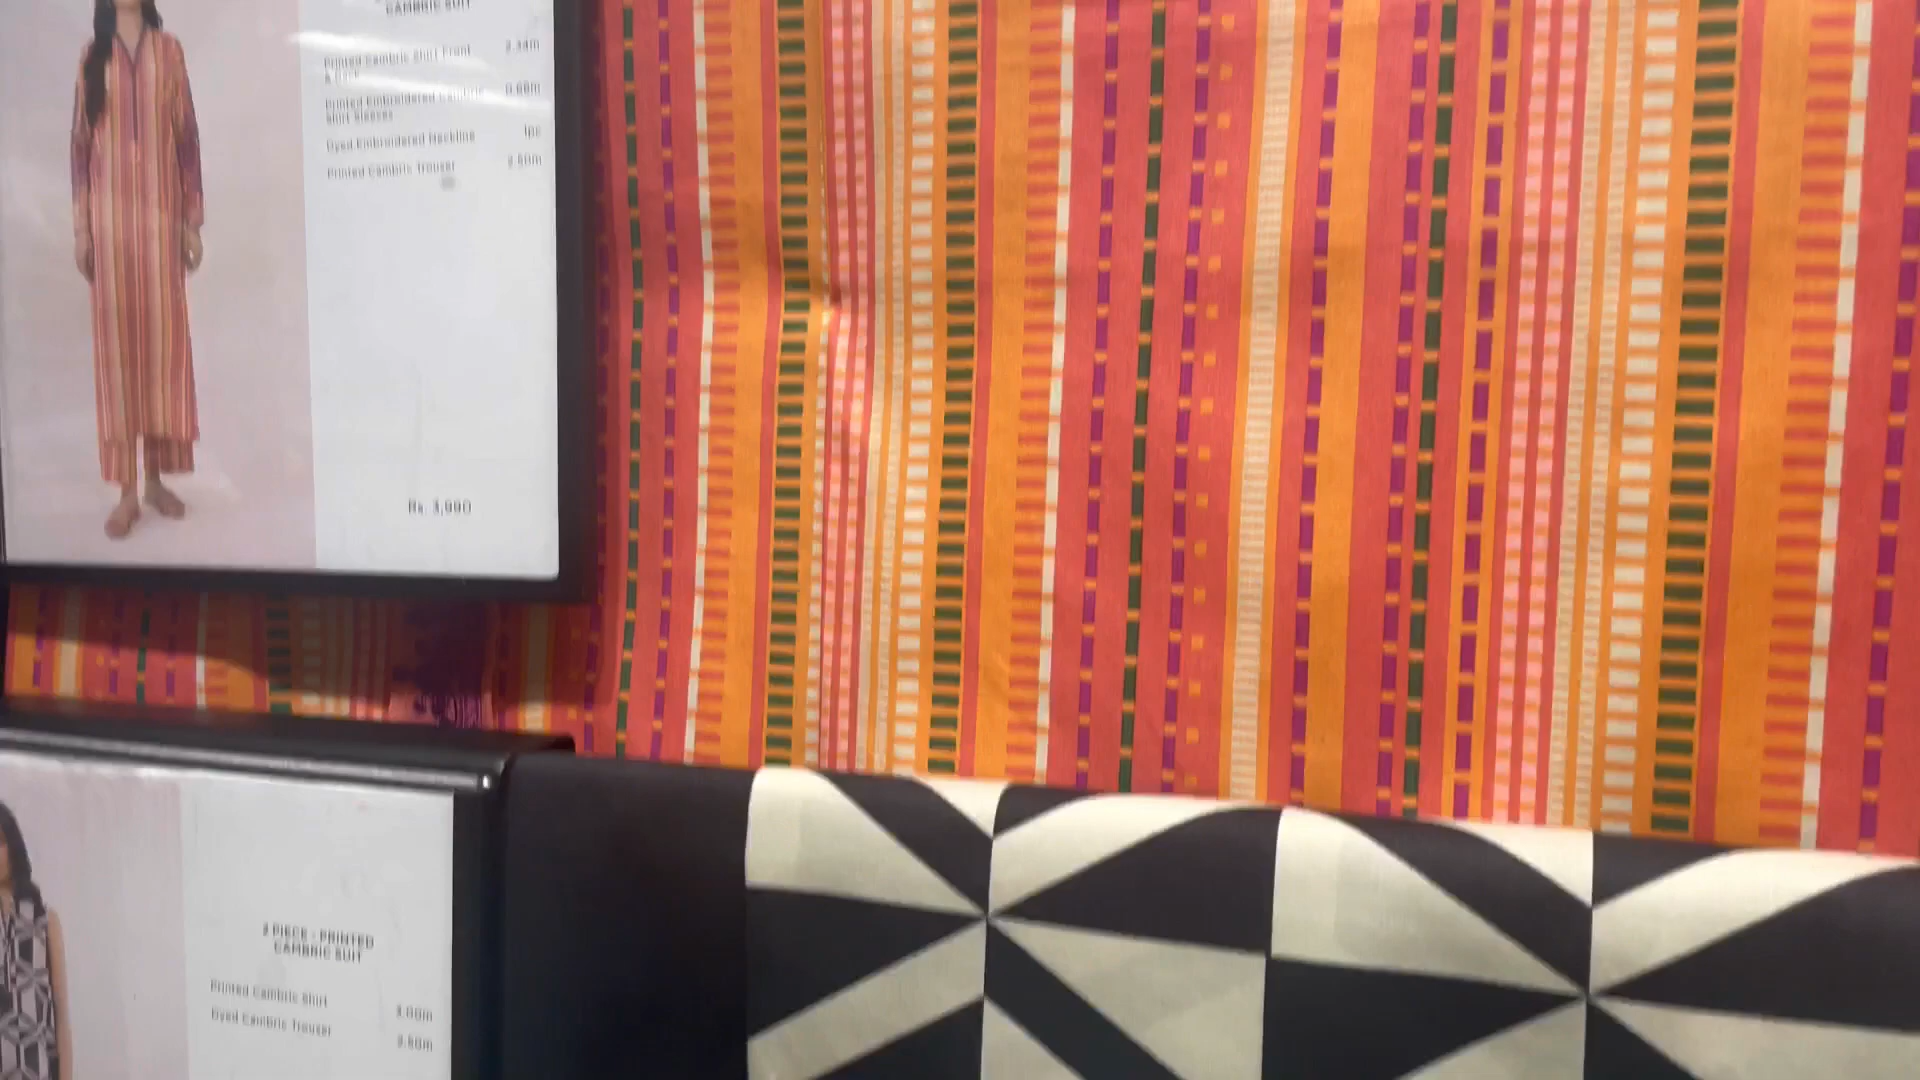 CAMBRIC SUIT
Printed Cambric Shirt Front 2.34m
& Back
Printed Embroidered Cambric 0.66m
Shirt Sleeves
Dyed Embroidered Neckline 1pc
Printed Cambric Trouser 2.50m
Rs. 3,990
2 PIECE - PRINTED
CAMBRIC SUIT
Printed Cambric Shirt 3.00m
Dyed Cambric Trouser 2.50m